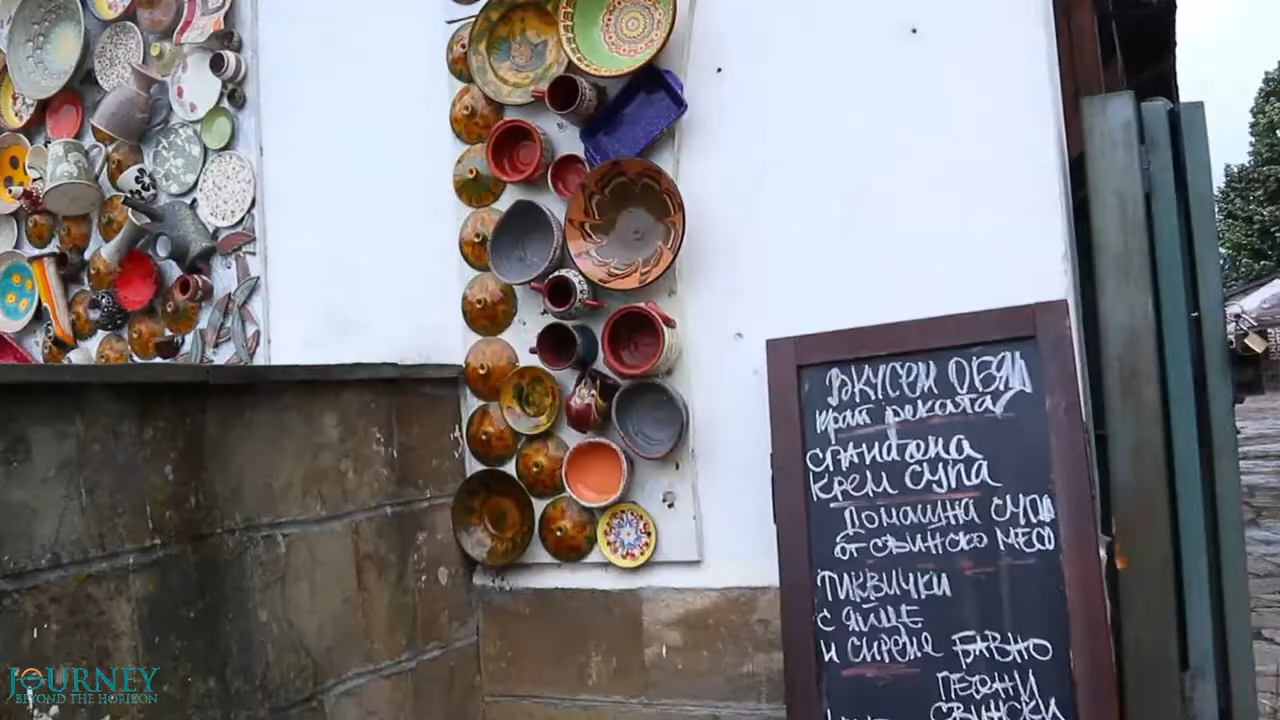 ВКУСЕН ОБЯД
край реката
СПАНАЧЕНА
КРЕМ СУПА
ДОМАШНА СУПА
ОТ СВИНСКО МЕСО
ТИКВИЧКИ
С ЯЙЦЕ
И СИРЕНЕ
БАВНО
ПЕЧЕНИ
СВИНСКИ
JOURNEY
BEYOND THE HORIZON